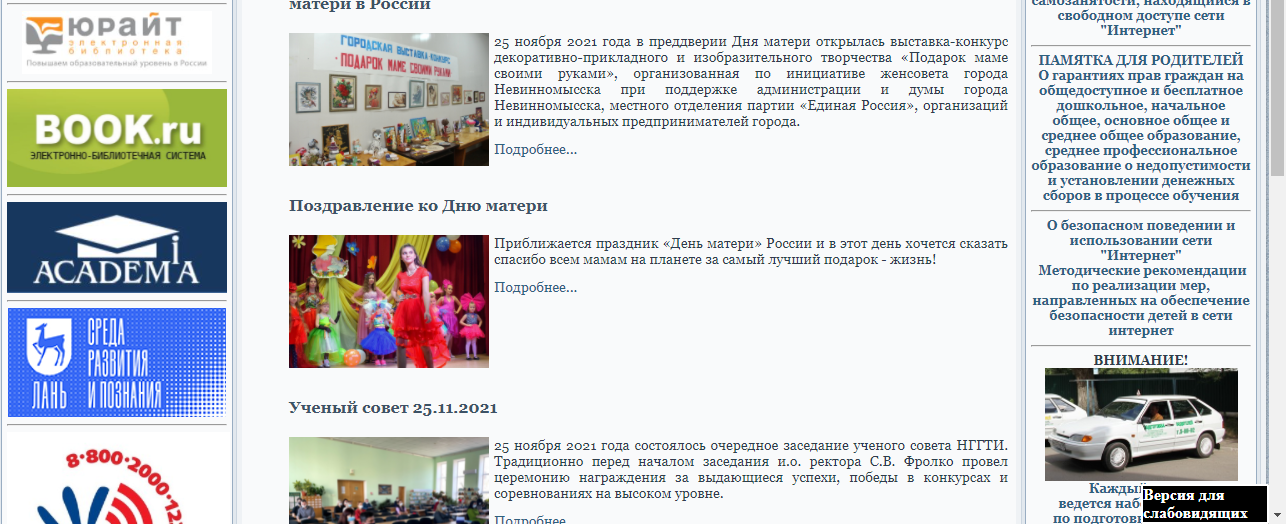 ЮРАЙТ
электронная
библиотека
Повышаем образовательный уровень в России
BOOK.ru
ЭЛЕКТРОННО-БИБЛИОТЕЧНАЯ СИСТЕМА
ACADEMiA
ЛАНЬ
СРЕДА
РАЗВИТИЯ
И ПОЗНАНИЯ
8-800-2000-12
матери в России
ГОРОДСКАЯ ВЫСТАВКА-КОНКУРС
ПОДАРОК МАМЕ СВОИМИ РУКАМИ
25 ноября 2021 года в преддверии Дня матери открылась выставка-конкурс
декоративно-прикладного и изобразительного творчества «Подарок маме
своими руками», организованная по инициативе женсовета города
Невинномысска при поддержке администрации и думы города
Невинномысска, местного отделения партии «Единая Россия», организаций
и индивидуальных предпринимателей города.
Подробнее...
Поздравление ко Дню матери
Приближается праздник «День матери» России и в этот день хочется сказать
спасибо всем мамам на планете за самый лучший подарок - жизнь!
Подробнее...
Ученый совет 25.11.2021
25 ноября 2021 года состоялось очередное заседание ученого совета НГГТИ.
Традиционно перед началом заседания и.о. ректора С.В. Фролко провел
церемонию награждения за выдающиеся успехи, победы в конкурсах и
соревнованиях на высоком уровне.
Подробнее
самозанятости, находящийся в
свободном доступе сети
"Интернет"
ПАМЯТКА ДЛЯ РОДИТЕЛЕЙ
О гарантиях прав граждан на
общедоступное и бесплатное
дошкольное, начальное
общее, основное общее и
среднее общее образование,
среднее профессиональное
образование о недопустимости
и установлении денежных
сборов в процессе обучения
О безопасном поведении и
использовании сети
"Интернет"
Методические рекомендации
по реализации мер,
направленных на обеспечение
безопасности детей в сети
интернет
ВНИМАНИЕ!
Кажды
ведется наб
по подготов
Версия для
слабовидящих